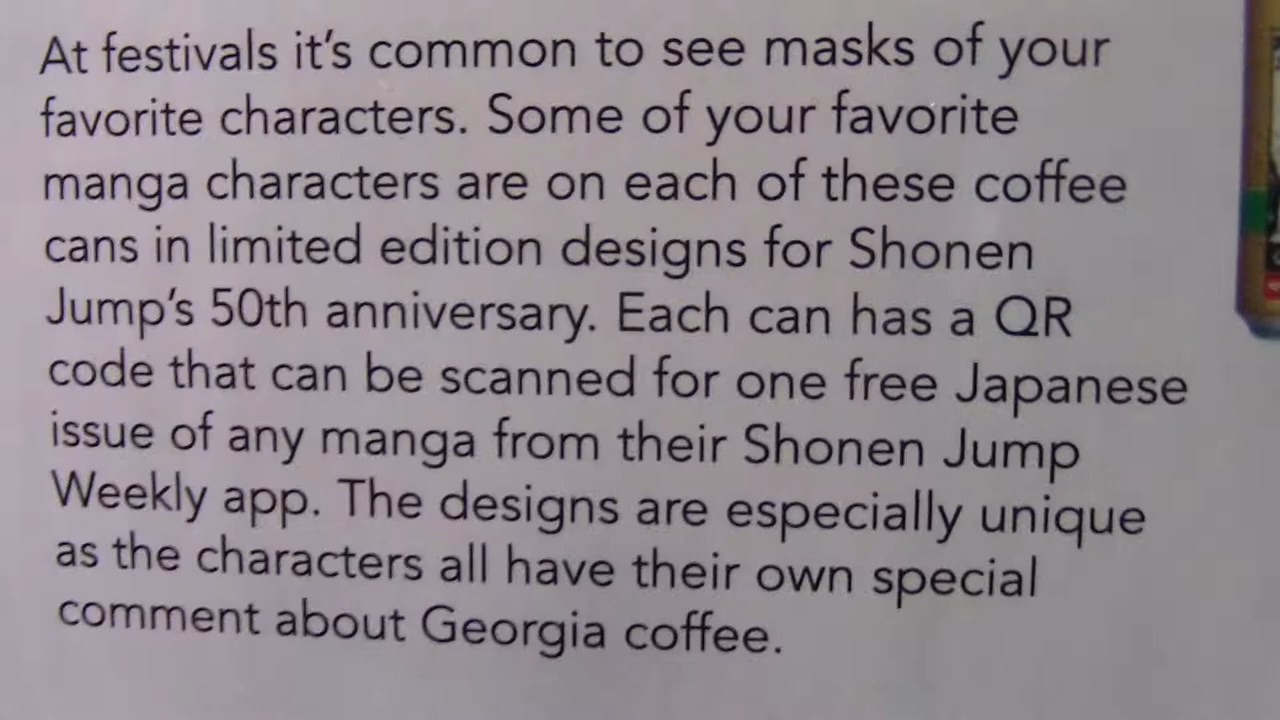 At festivals it's common to see masks of your
favorite characters. Some of your favorite
manga characters are on each of these coffee
cans in limited edition designs for Shonen
Jump's 50th anniversary. Each can has a QR
code that can be scanned for one free Japanese
issue of any manga from their Shonen Jump
Weekly app. The designs are especially unique
as the characters all have their own special
comment about Georgia coffee.